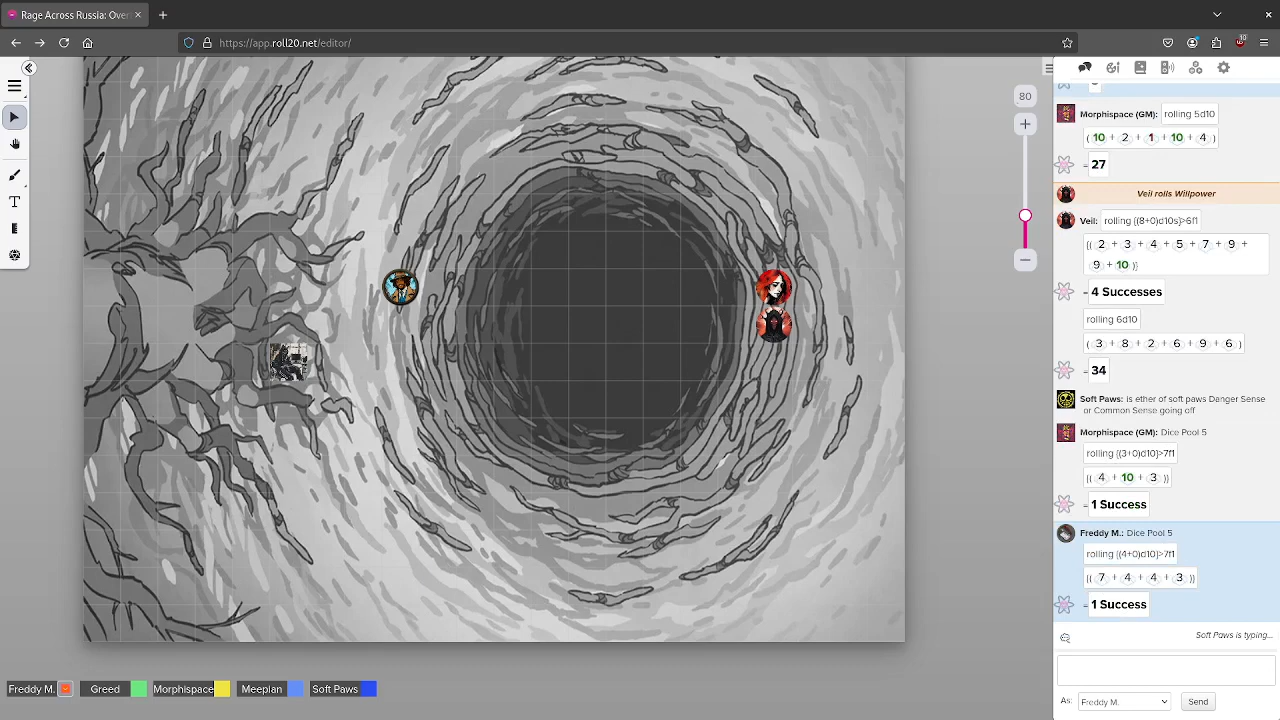 Rage Across Russia: Over
https://app.roll20.net/editor/
10
80
Morphispace (GM): rolling 5d10
( 10 + 2 + 1 + 10 + 4 )
= 27
Veil rolls Willpower
Veil: rolling ((8+0)d10s)>6f1
(( 2 + 3 + 4 + 5 + 7 + 9 +
9 + 10 ))
= 4 Successes
rolling 6d10
( 3 + 8 + 2 + 6 + 9 + 6 )
= 34
Soft Paws: is ether of soft paws Danger Sense
or Common Sense going off
Morphispace (GM): Dice Pool 5
rolling ((3+0)d10)>7f1
(( 4 + 10 + 3 ))
= 1 Success
Freddy M.: Dice Pool 5
rolling ((4+0)d10)>7f1
(( 7 + 4 + 4 + 3 ))
= 1 Success
Soft Paws is typing...
As: Freddy M. Send
Freddy M. Greed Morphispace Meepian Soft Paws